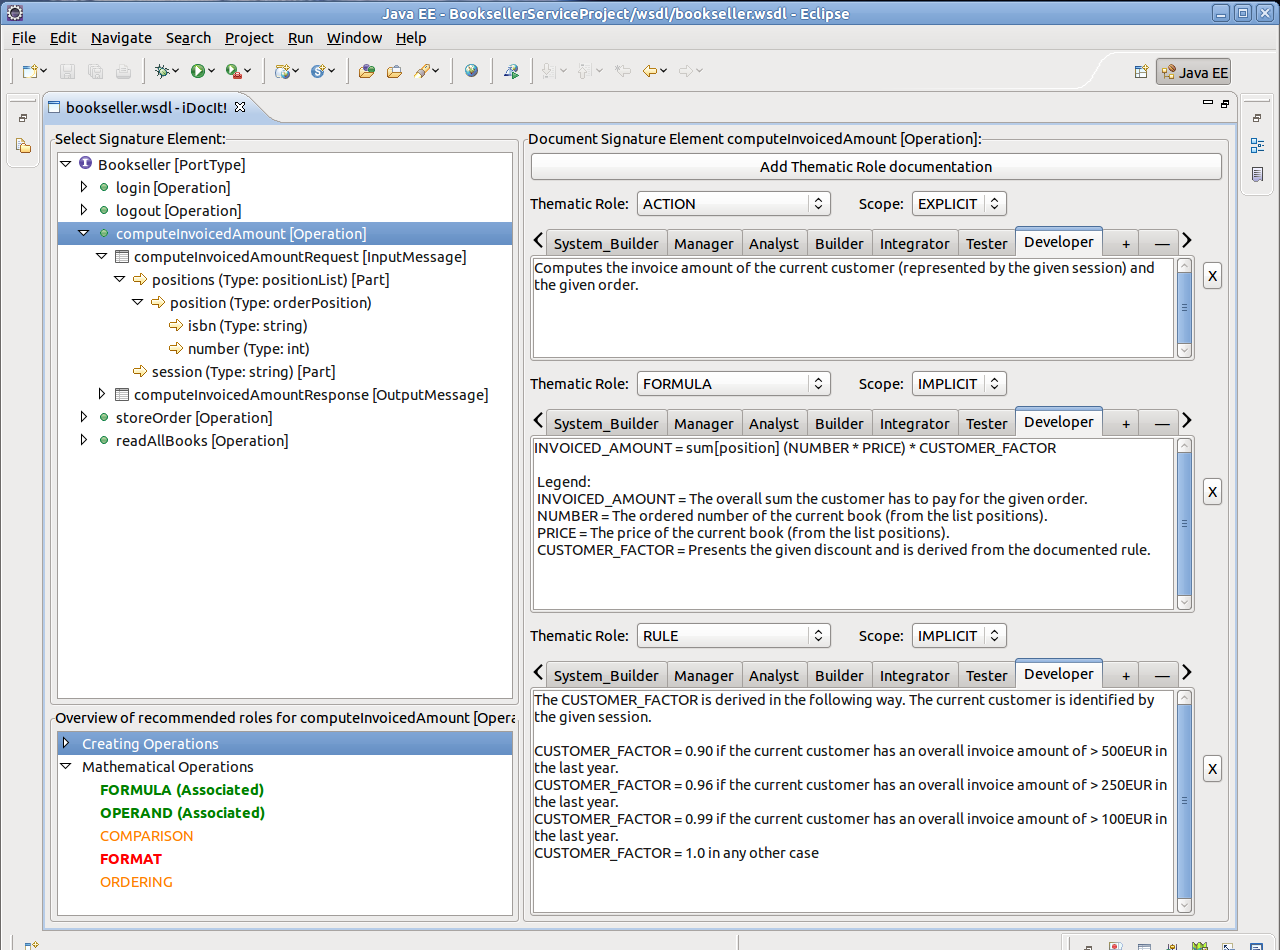 Java EE - BooksellerServiceProject/wsdl/bookseller.wsdl - Eclipse
File Edit Navigate Search Project Run Window Help
Java EE
bookseller.wsdl - iDocIt!
Select Signature Element:
Bookseller [PortType]
login [Operation]
logout [Operation]
computeInvoicedAmount [Operation]
computeInvoicedAmountRequest [InputMessage]
positions (Type: positionList) [Part]
position (Type: orderPosition)
isbn (Type: string)
number (Type: int)
session (Type: string) [Part]
computeInvoicedAmountResponse [OutputMessage]
storeOrder [Operation]
readAllBooks [Operation]
Overview of recommended roles for computeInvoicedAmount [Opera
Creating Operations
Mathematical Operations
FORMULA (Associated)
OPERAND (Associated)
COMPARISON
FORMAT
ORDERING
Document Signature Element computeInvoicedAmount [Operation]:
Add Thematic Role documentation
Thematic Role: ACTION Scope: EXPLICIT
System_Builder Manager Analyst Builder Integrator Tester Developer + —
Computes the invoice amount of the current customer (represented by the given session) and
the given order.
X
Thematic Role: FORMULA Scope: IMPLICIT
System_Builder Manager Analyst Builder Integrator Tester Developer + —
INVOICED_AMOUNT = sum[position] (NUMBER * PRICE) * CUSTOMER_FACTOR
Legend:
INVOICED_AMOUNT = The overall sum the customer has to pay for the given order.
NUMBER = The ordered number of the current book (from the list positions).
PRICE = The price of the current book (from the list positions).
CUSTOMER_FACTOR = Presents the given discount and is derived from the documented rule.
X
Thematic Role: RULE Scope: IMPLICIT
System_Builder Manager Analyst Builder Integrator Tester Developer + —
The CUSTOMER_FACTOR is derived in the following way. The current customer is identified by
the given session.
CUSTOMER_FACTOR = 0.90 if the current customer has an overall invoice amount of > 500EUR in
the last year.
CUSTOMER_FACTOR = 0.96 if the current customer has an overall invoice amount of > 250EUR in
the last year.
CUSTOMER_FACTOR = 0.99 if the current customer has an overall invoice amount of > 100EUR in
the last year.
CUSTOMER_FACTOR = 1.0 in any other case
X